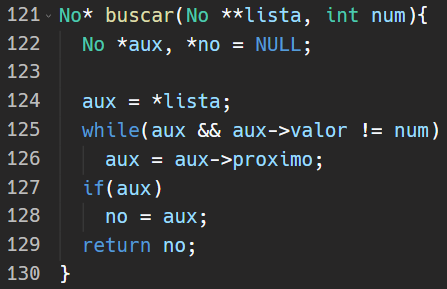 121 No* buscar(No **lista, int num){
122   No *aux, *no = NULL;
123
124   aux = *lista;
125   while(aux && aux->valor != num)
126     aux = aux->proximo;
127   if(aux)
128     no = aux;
129   return no;
130 }